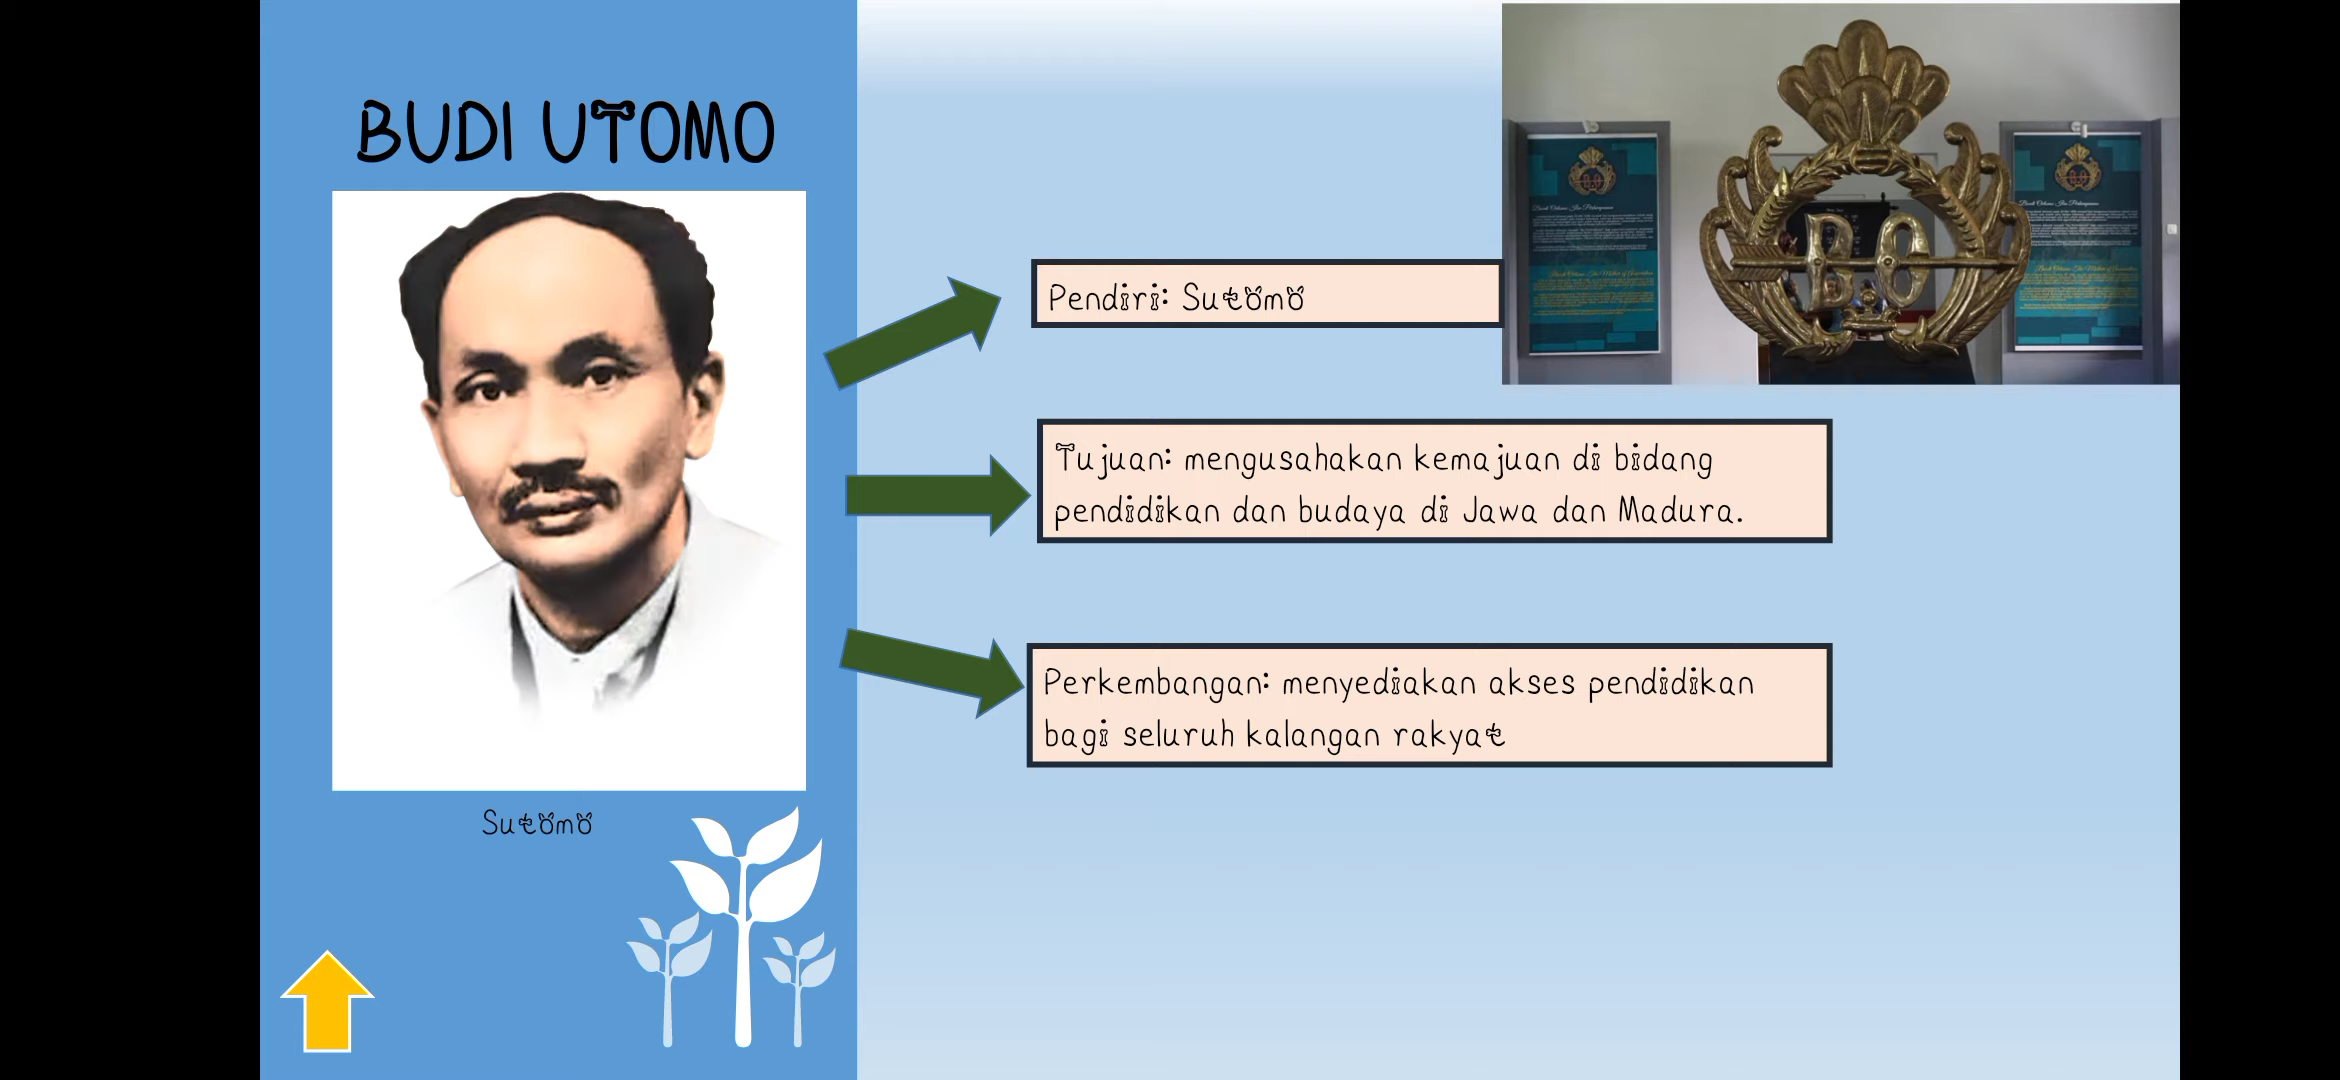 BUDI UTOMO
Sutomo
Pendiri: Sutomo
B.O
Tujuan: mengusahakan kemajuan di bidang
pendidikan dan budaya di Jawa dan Madura.
Perkembangan: menyediakan akses pendidikan
bagi seluruh kalangan rakyat